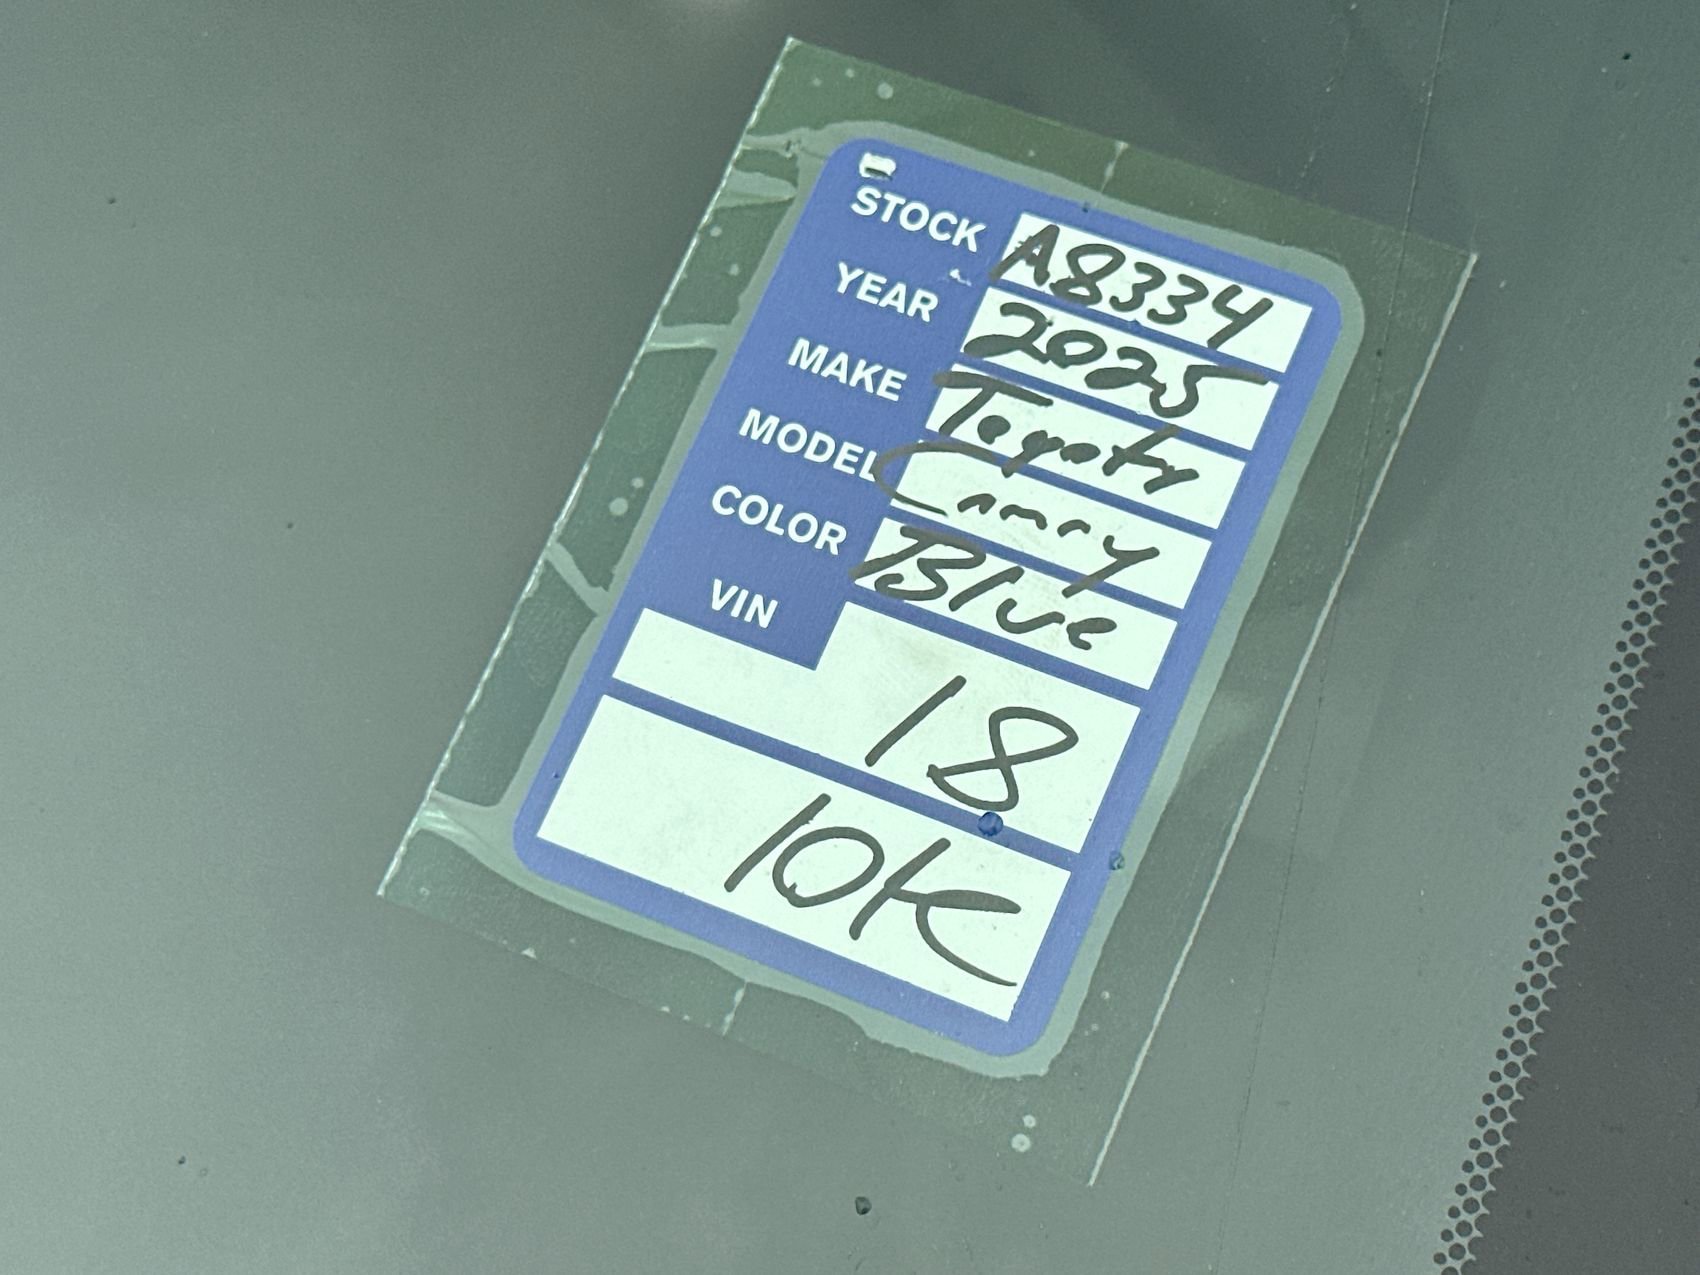 STOCK A8334
YEAR 2025
MAKE Toyota
MODEL Camry
COLOR Blue
VIN
18
10K